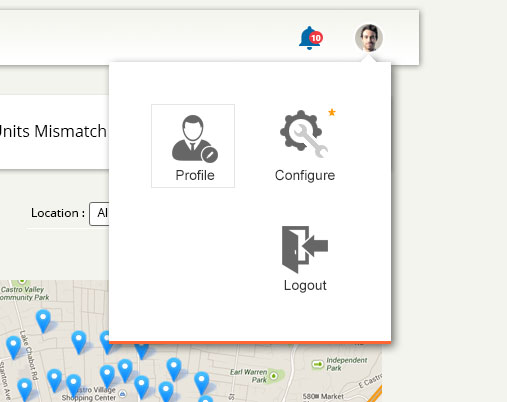 10
Units Mismatch
Profile
Configure
Location :
Al
Logout
Castro Valley
Community Park
Lake Chabot Rd
Stanton Ave
Castro Village
Shopping Center
Earl Warren
Park
Independent
Park
580 Market
E Castro